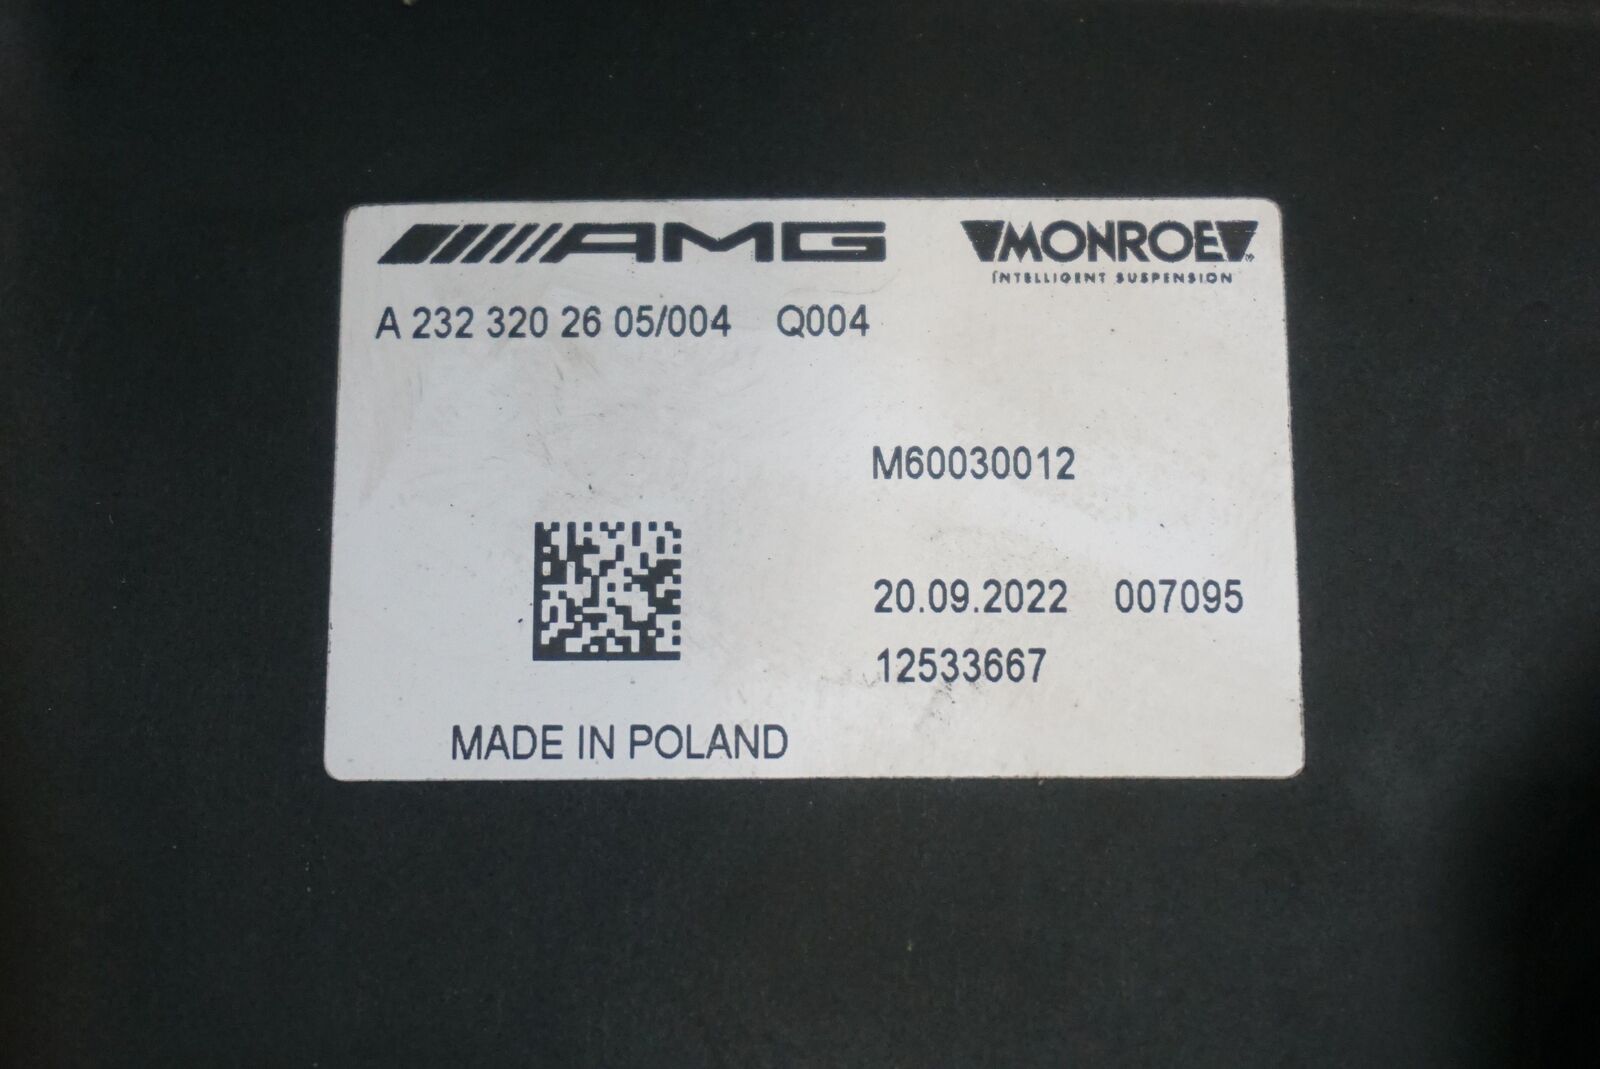 AMG MONROE
INTELLIGENT SUSPENSION
A 232 320 26 05/004 Q004
M60030012
20.09.2022 007095
12533667
MADE IN POLAND